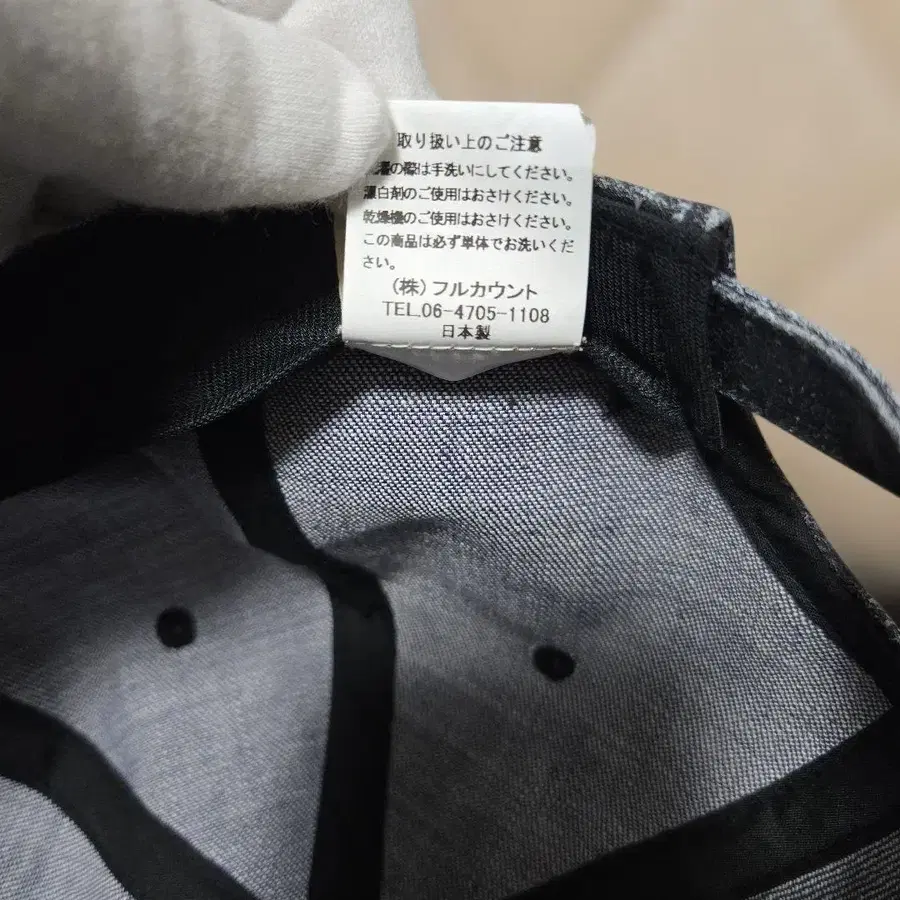 取り扱い上のご注意
濯の際は手洗いにしてください。
漂白剤のご使用はおさけください。
乾燥機のご使用はおさけください。
この商品は必ず単体でお洗いくだ
さい。
(株)フルカウント
TEL.06-4705-1108
日本製